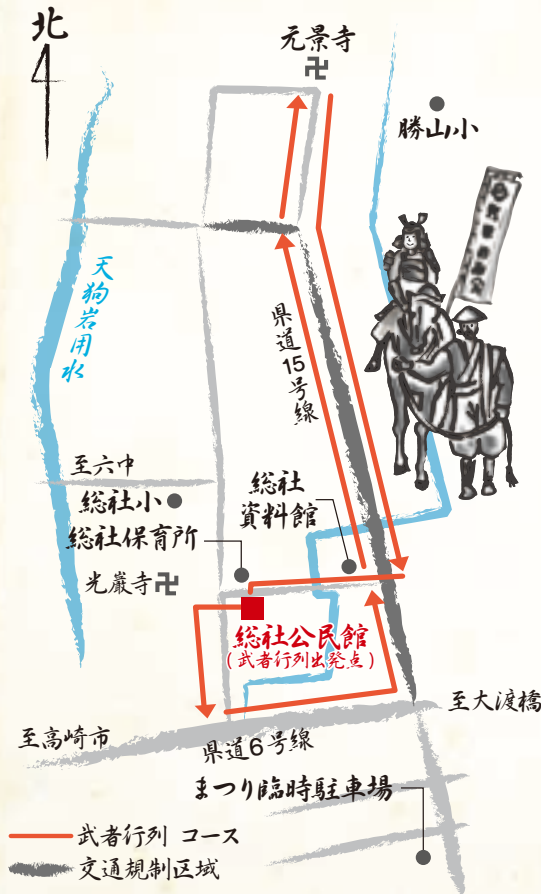 北
元景寺
卍
勝山小
天狗岩用水
県道15号線
至六中
総社小
総社
資料館
総社保育所
光巌寺卍
総社公民館
(武者行列出発点)
至大渡橋
至高崎市
県道6号線
まつり臨時駐車場
武者行列 コース
交通規制区域